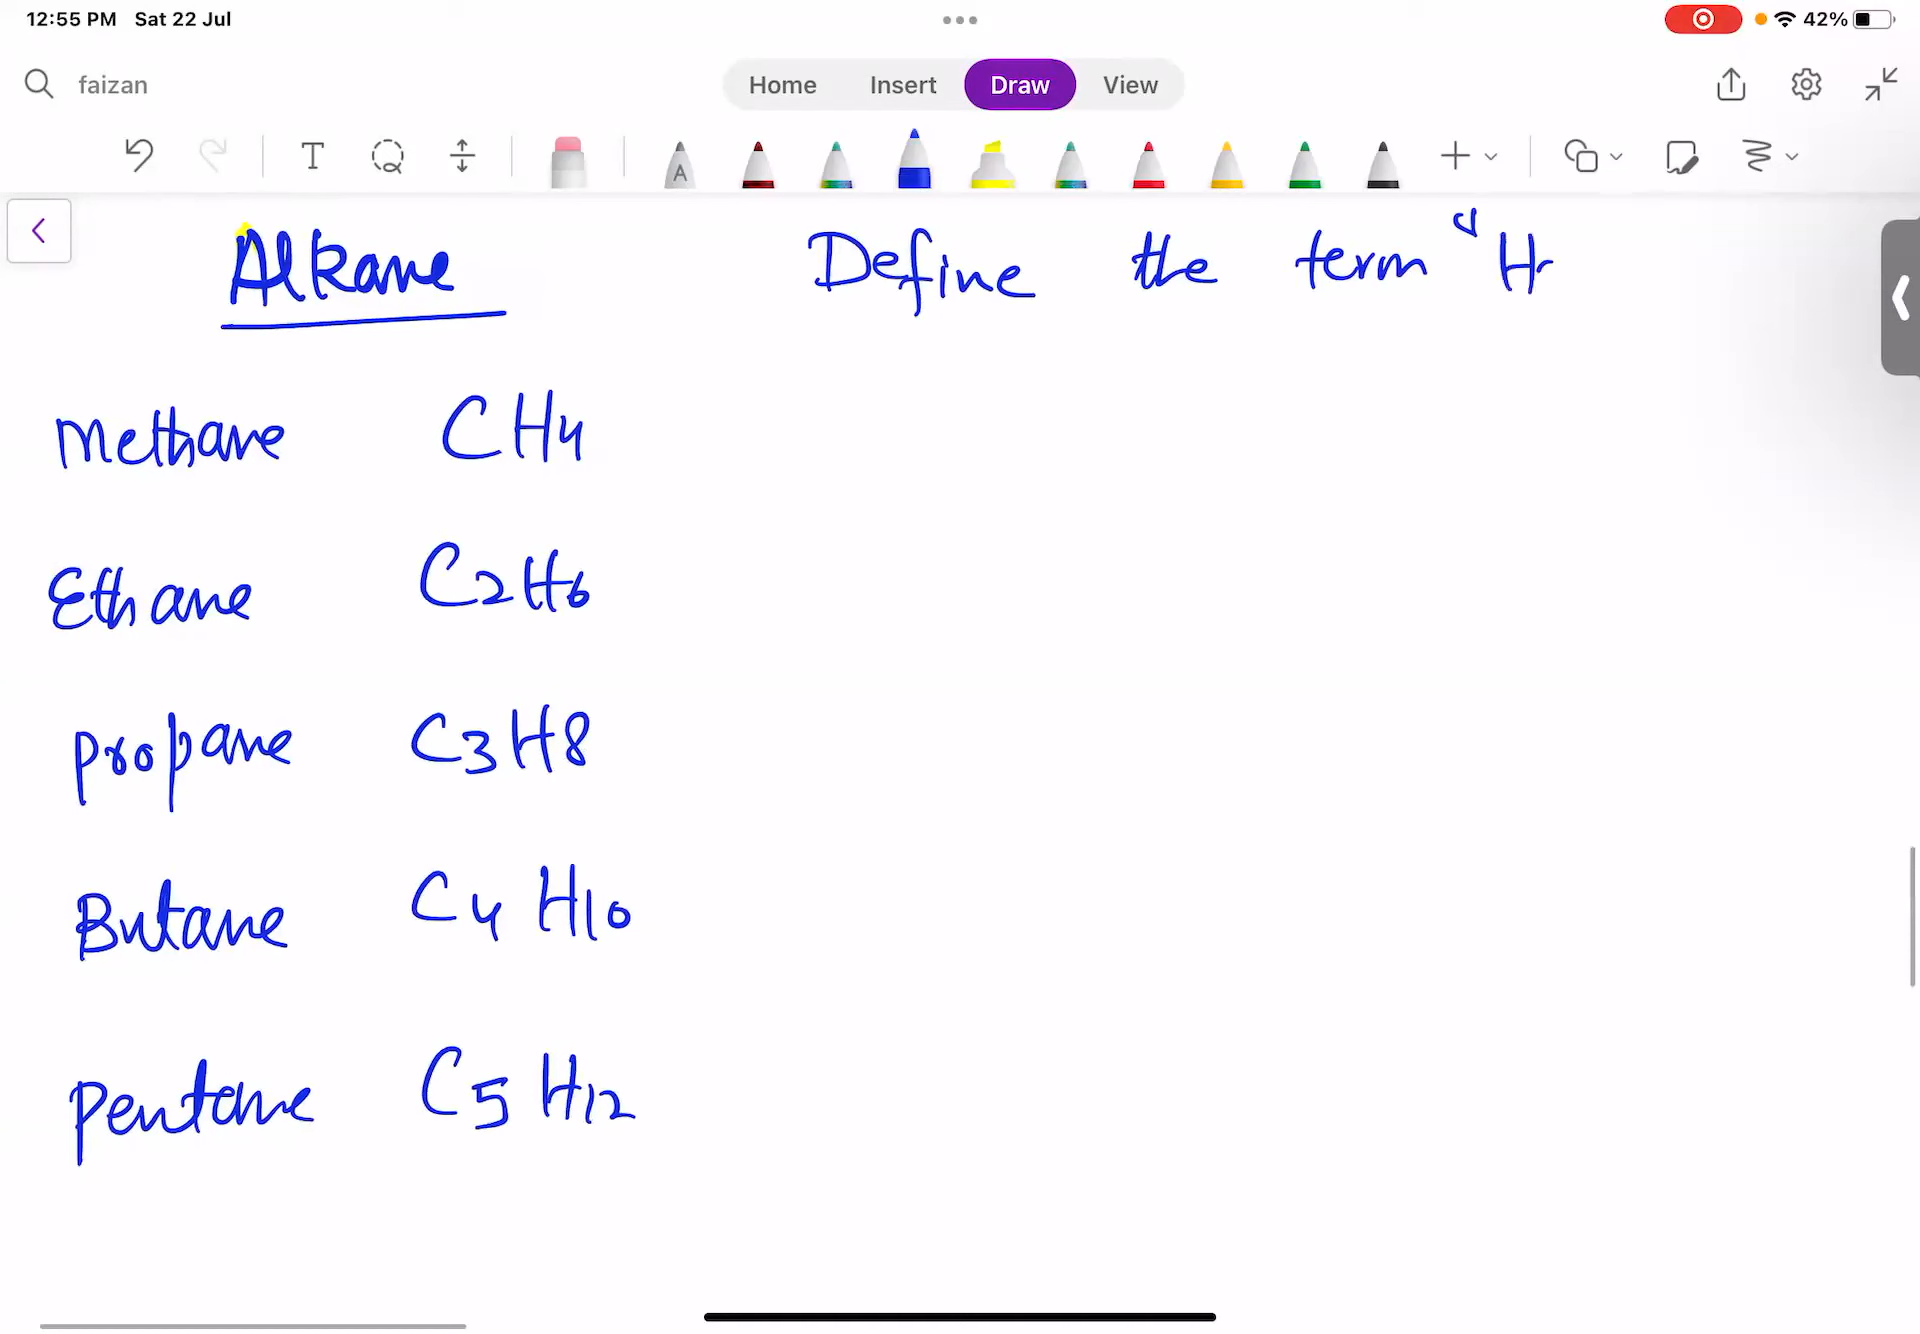 12:55 PM Sat 22 Jul
42%
faizan
Home Insert Draw View
T
A
Alkane
Define the term "H
Methane CH4
Ethane C2H6
Propane C3H8
Butane C4H10
Pentane C5H12